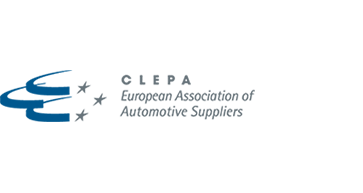 CLEPA
European Association of
Automotive Suppliers